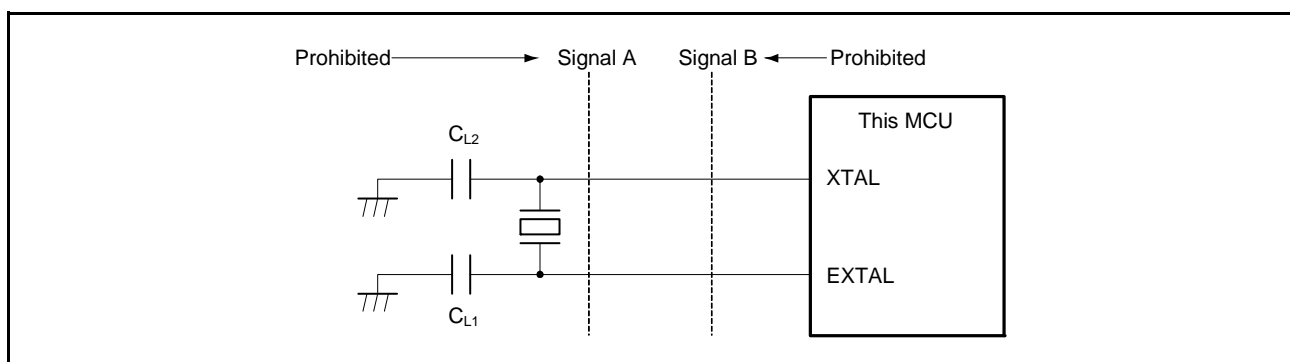 Prohibited Signal A Signal B Prohibited
This MCU
CL2
XTAL
EXTAL
CL1